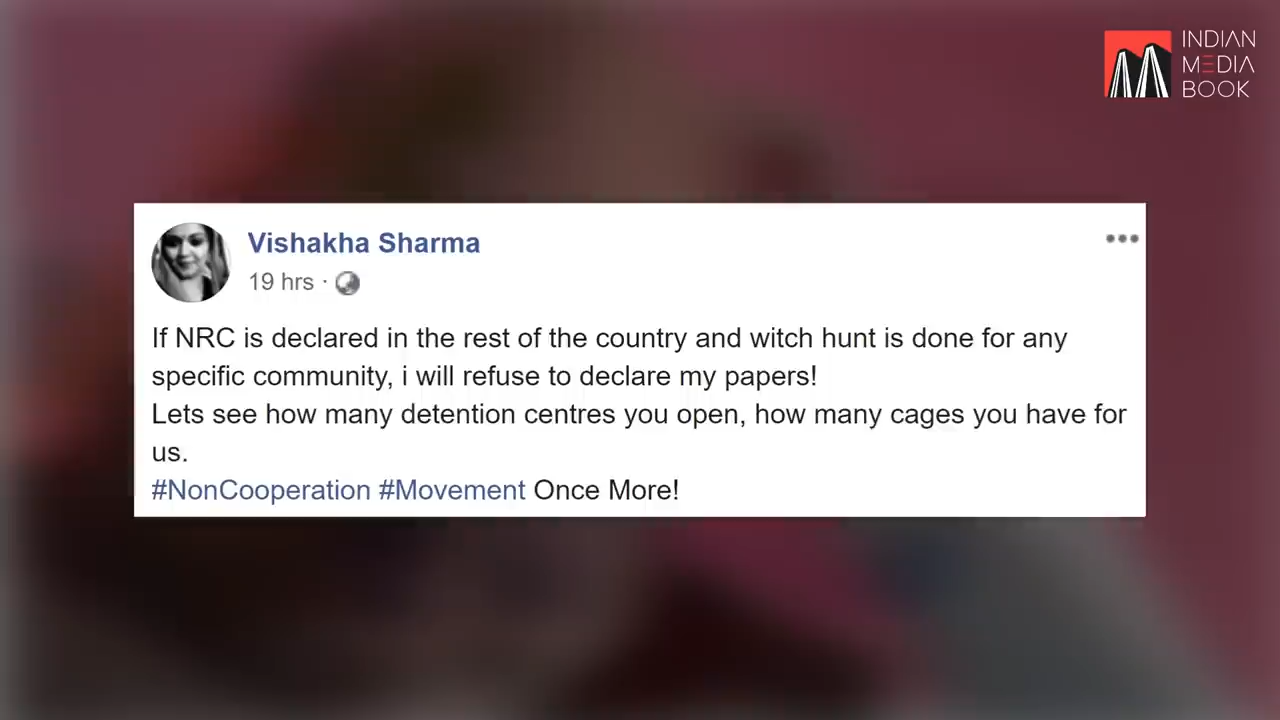 INDIAN
MEDIA
BOOK
Vishakha Sharma
19 hrs ·
If NRC is declared in the rest of the country and witch hunt is done for any
specific community, i will refuse to declare my papers!
Lets see how many detention centres you open, how many cages you have for
us.
#NonCooperation #Movement Once More!